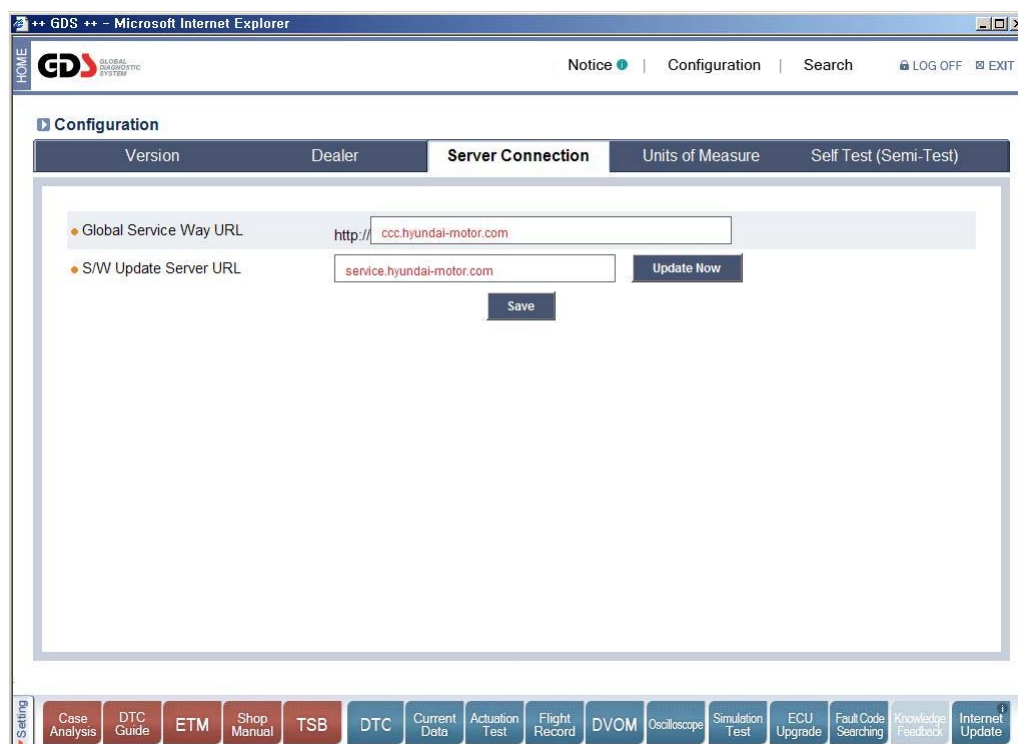 ++ GDS ++ - Microsoft Internet Explorer
HOME
GDS GLOBAL DIAGNOSTIC SYSTEM
Notice | Configuration | Search LOG OFF EXIT
Configuration
Version Dealer Server Connection Units of Measure Self Test (Semi-Test)
Global Service Way URL http:// ccc.hyundai-motor.com
S/W Update Server URL service.hyundai-motor.com Update Now
Save
Setting
Case Analysis
DTC Guide
ETM
Shop Manual
TSB
DTC
Current Data
Actuation Test
Flight Record
DVOM
Oscilloscope
Simulation Test
ECU Upgrade
Fault Code Searching
Knowledge Feedback
Internet Update